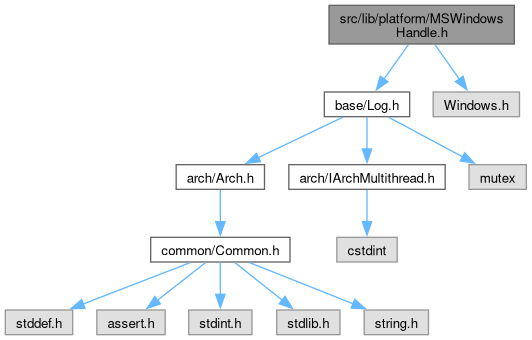 src/lib/platform/MSWindows
Handle.h
base/Log.h
Windows.h
arch/Arch.h
arch/IArchMultithread.h
mutex
common/Common.h
cstdint
stddef.h
assert.h
stdint.h
stdlib.h
string.h